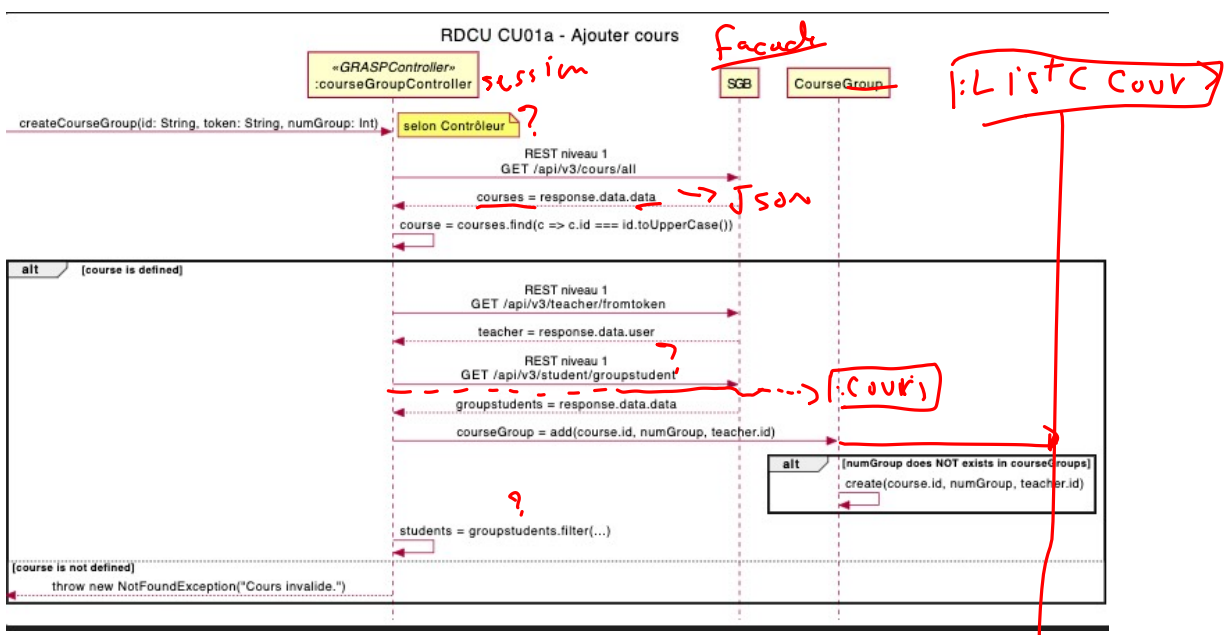 RDCU CU01a - Ajouter cours
Facade
«GRASPController»
:courseGroupController
session
SGB
CourseGroup
:List< Cour >
createCourseGroup(id: String, token: String, numGroup: Int)
selon Contrôleur
?
REST niveau 1
GET /api/v3/cours/all
courses = response.data.data
-> Json
course = courses.find(c => c.id === id.toUpperCase())
alt [course is defined]
REST niveau 1
GET /api/v3/teacher/fromtoken
teacher = response.data.user
REST niveau 1
?
GET /api/v3/student/groupstudent
:Cours
groupstudents = response.data.data
courseGroup = add(course.id, numGroup, teacher.id)
alt [numGroup does NOT exists in courseGroups]
create(course.id, numGroup, teacher.id)
?
students = groupstudents.filter(...)
[course is not defined]
throw new NotFoundException("Cours invalide.")